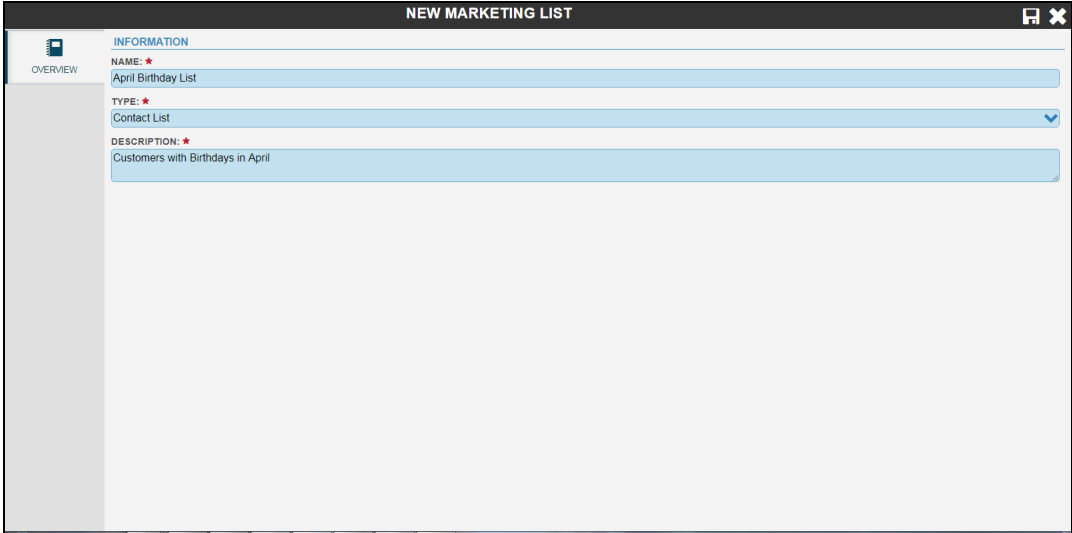 NEW MARKETING LIST
OVERVIEW
INFORMATION
NAME:
April Birthday List
TYPE:
Contact List
DESCRIPTION:
Customers with Birthdays in April